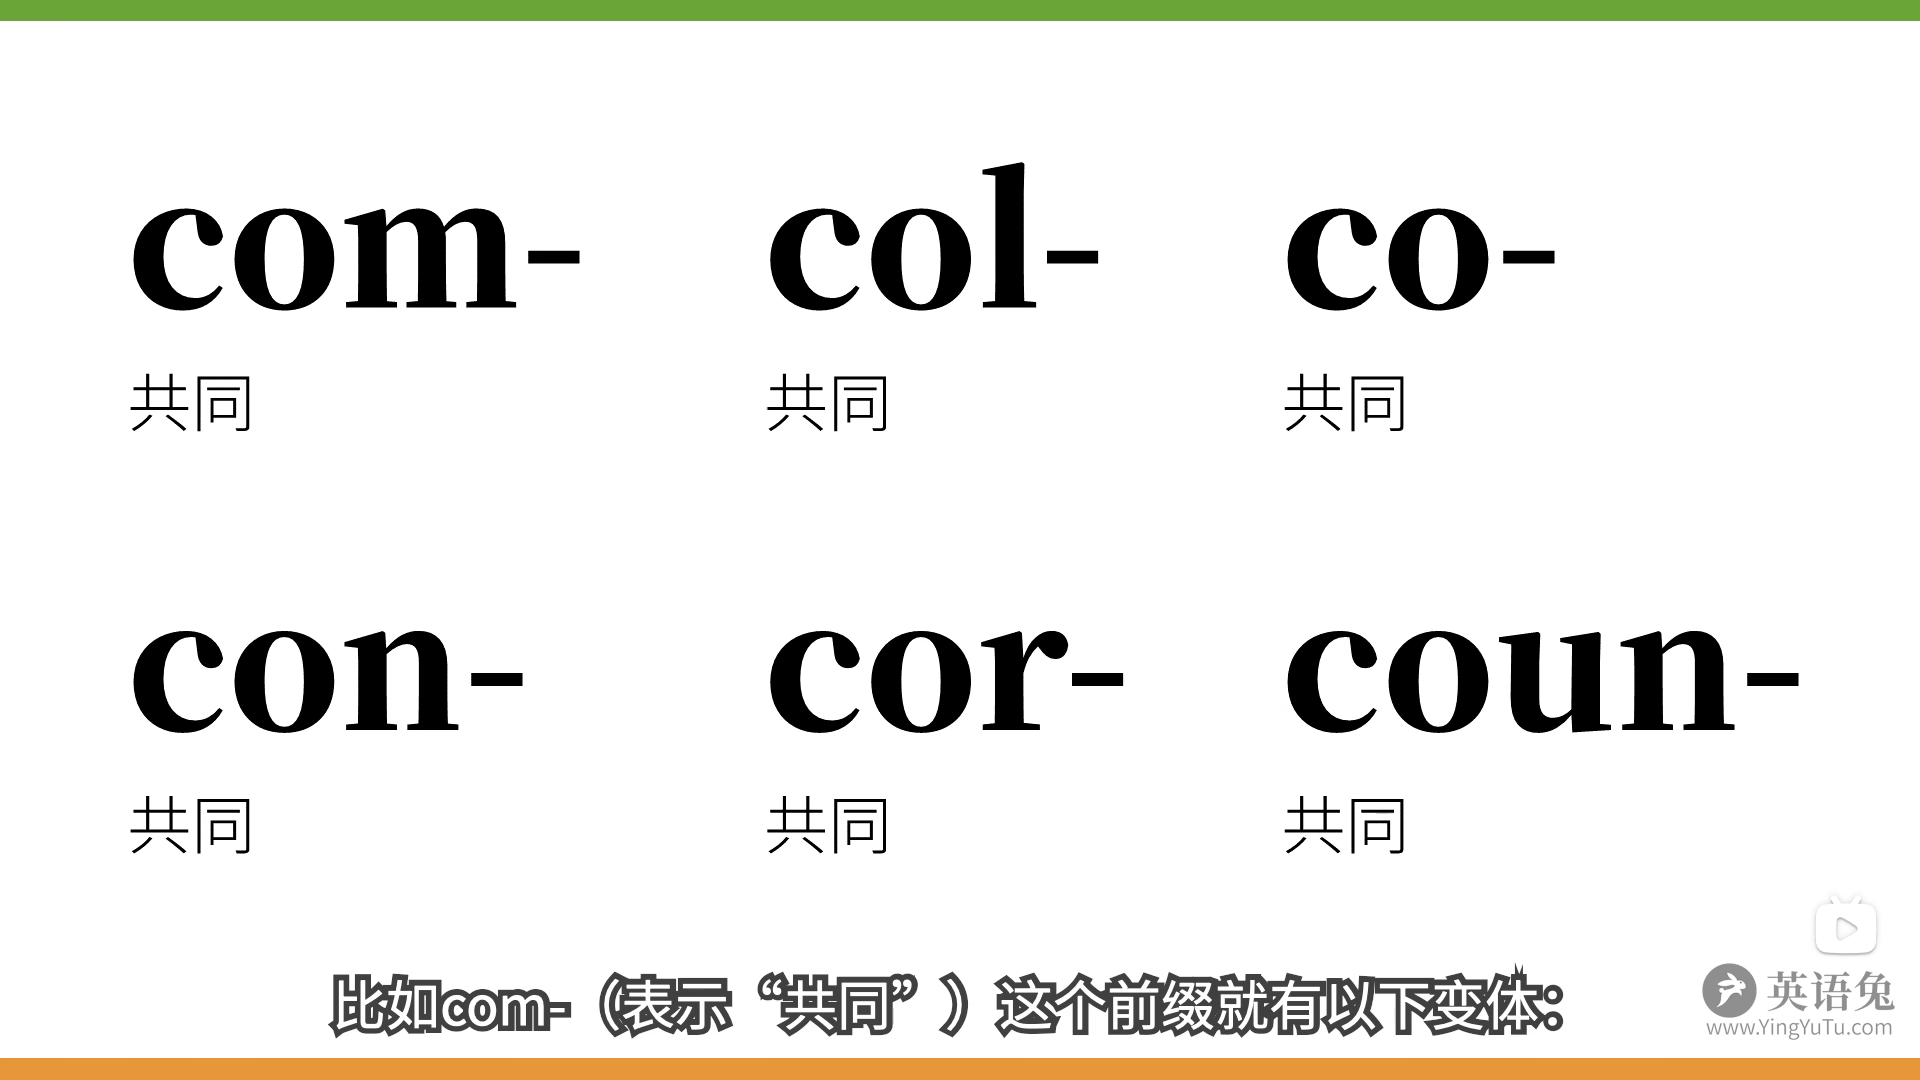 com- col- co-
共同 共同 共同
con- cor- coun-
共同 共同 共同
比如com-（表示“共同”）这个前缀就有以下变体：
英语兔
www.YingYuTu.com